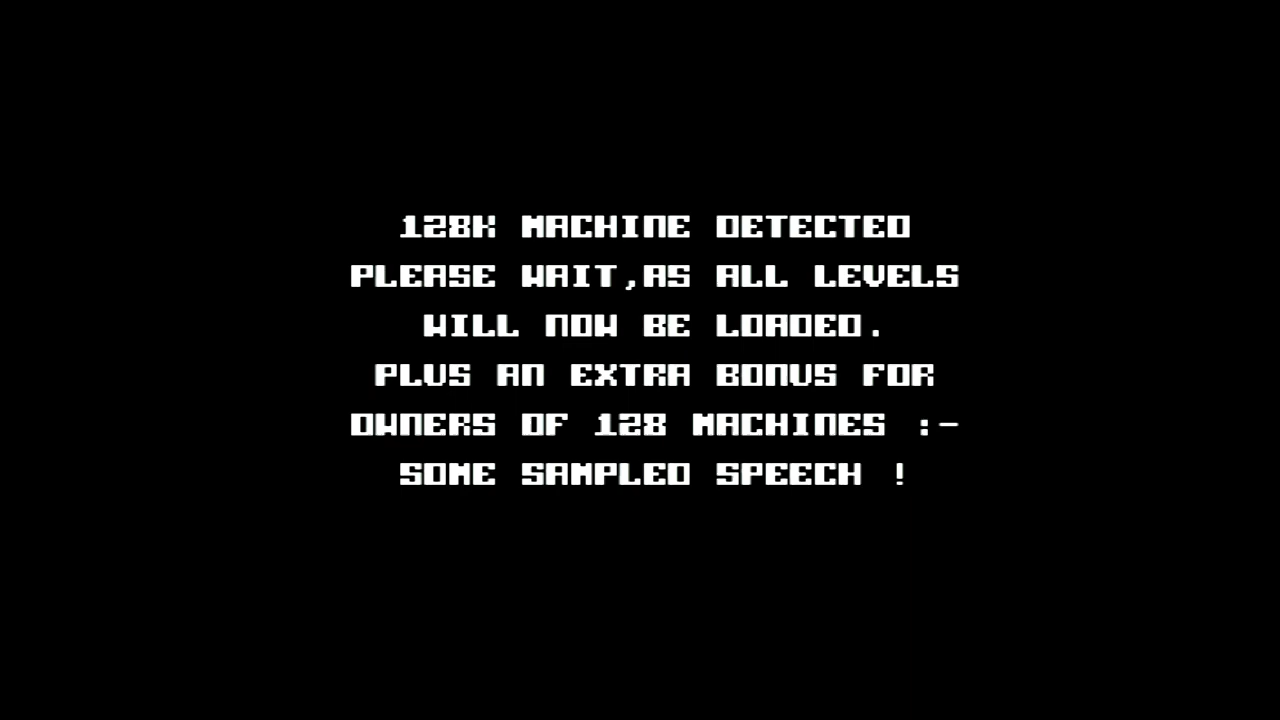 128K MACHINE DETECTED
PLEASE WAIT,AS ALL LEVELS
WILL NOW BE LOADED.
PLUS AN EXTRA BONUS FOR
OWNERS OF 128 MACHINES :-
SOME SAMPLED SPEECH !